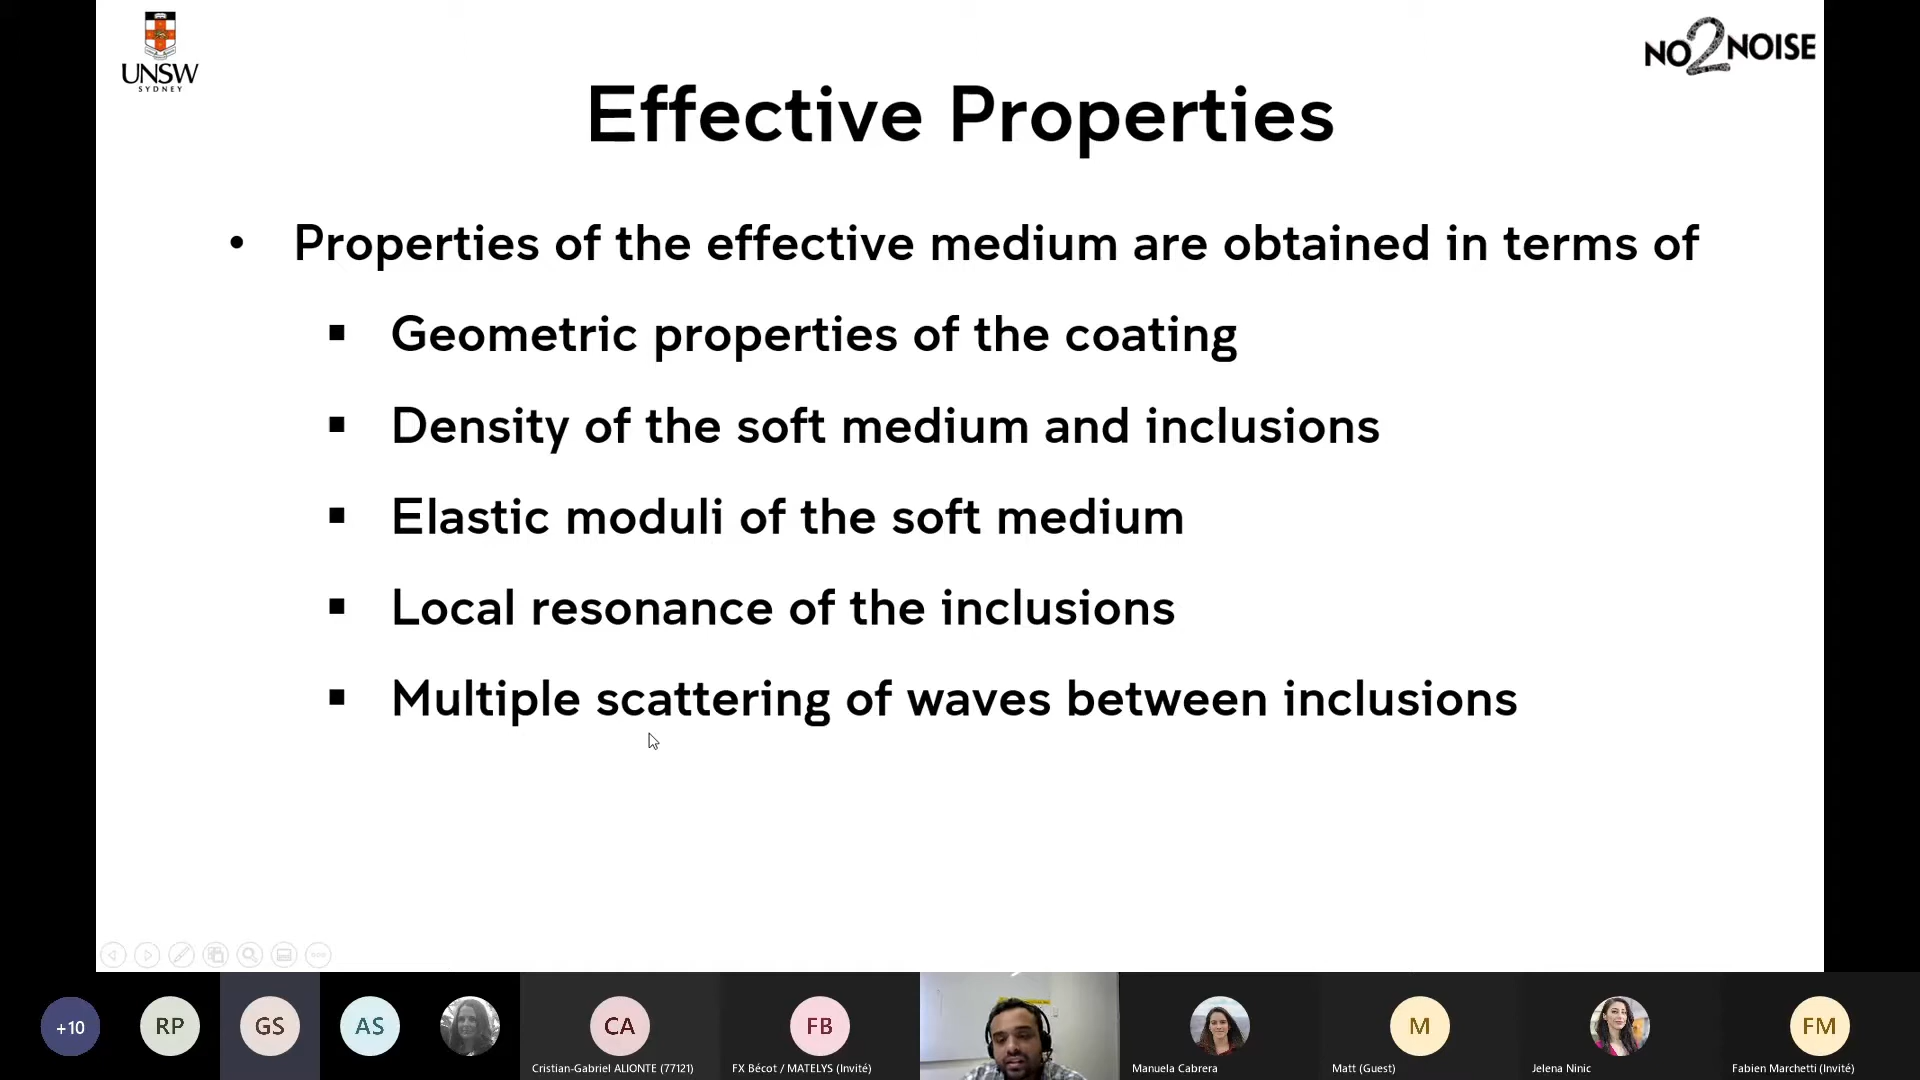 UNSW
SYDNEY
NO2NOISE
Effective Properties
• Properties of the effective medium are obtained in terms of
▪ Geometric properties of the coating
▪ Density of the soft medium and inclusions
▪ Elastic moduli of the soft medium
▪ Local resonance of the inclusions
▪ Multiple scattering of waves between inclusions
+10
RP
GS
AS
CA
FB
M
FM
Cristian-Gabriel ALIONTE (77121)
FX Bécot / MATELYS (Invité)
Manuela Cabrera
Matt (Guest)
Jelena Ninic
Fabien Marchetti (Invité)